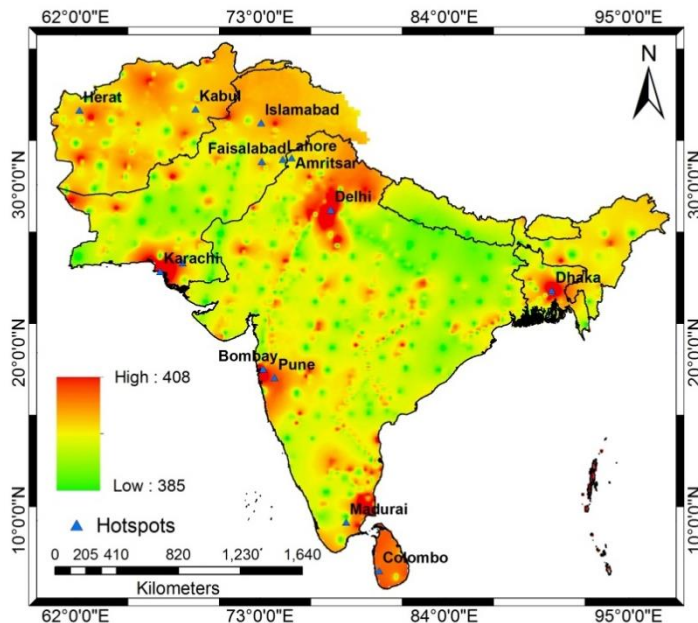 62°0'0"E 73°0'0"E 84°0'0"E 95°0'0"E
N
Herat
Kabul
Islamabad
Faisalabad
Lahore
Amritsar
Delhi
30°0'0"N
30°0'0"N
Karachi
Dhaka
20°0'0"N
20°0'0"N
Bombay
Pune
High : 408
Low : 385
Hotspots
Madurai
10°0'0"N
10°0'0"N
Colombo
0 205 410 820 1,230 1,640
Kilometers
62°0'0"E 73°0'0"E 84°0'0"E 95°0'0"E